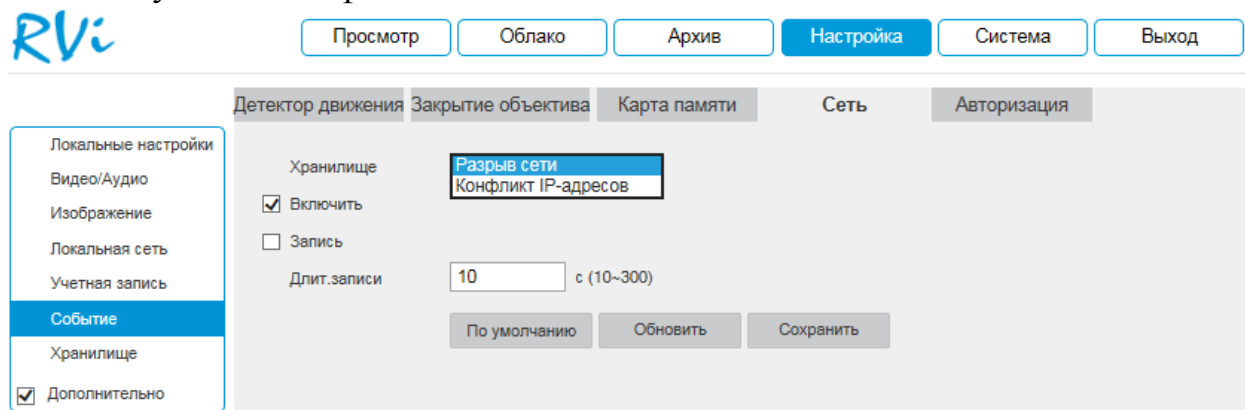 RVi
Просмотр Облако Архив Настройка Система Выход
Детектор движения Закрытие объектива Карта памяти Сеть Авторизация
Локальные настройки
Видео/Аудио
Изображение
Локальная сеть
Учетная запись
Событие
Хранилище
Дополнительно
Хранилище Разрыв сети
Конфликт IP-адресов
Включить
Запись
Длит.записи 10 с (10~300)
По умолчанию Обновить Сохранить